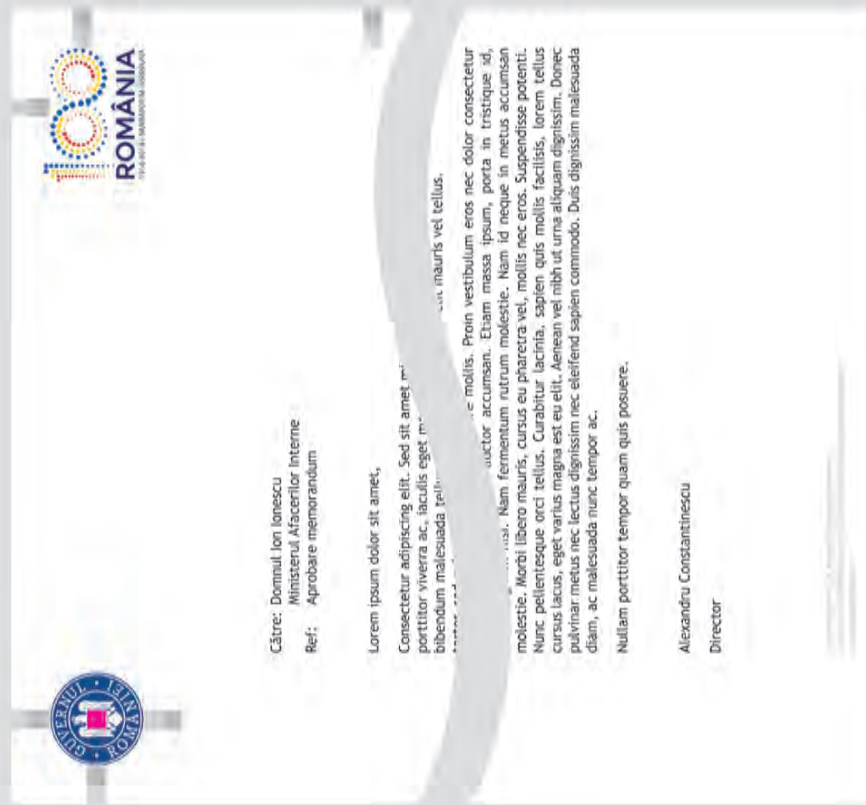 GUVERNUL ROMÂNIEI
100
ROMÂNIA
Către: Domnul Ion Ionescu
Ministerul Afacerilor Interne
Ref: Aprobare memorandum
Lorem ipsum dolor sit amet,
Consectetur adipiscing elit. Sed sit amet
porttitor viverra ac, iaculis eget
bibendum malesuada
mauris vel tellus.
mollis. Proin vestibulum eros nec dolor consectetur
auctor accumsan. Etiam massa ipsum, porta in tristique id,
Nam fermentum rutrum molestie. Nam id neque in metus accumsan
molestie. Morbi libero mauris, cursus eu pharetra vel, mollis nec eros. Suspendisse potenti.
Nunc pellentesque orci tellus. Curabitur lacinia, sapien quis mollis facilisis, lorem tellus
cursus lacus, eget varius magna est eu elit. Aenean vel nibh ut urna aliquam dignissim. Donec
pulvinar metus nec lectus dignissim nec eleifend sapien commodo. Duis dignissim malesuada
diam, ac malesuada nunc tempor ac.
Nullam porttitor tempor quam quis posuere.
Alexandru Constantinescu
Director